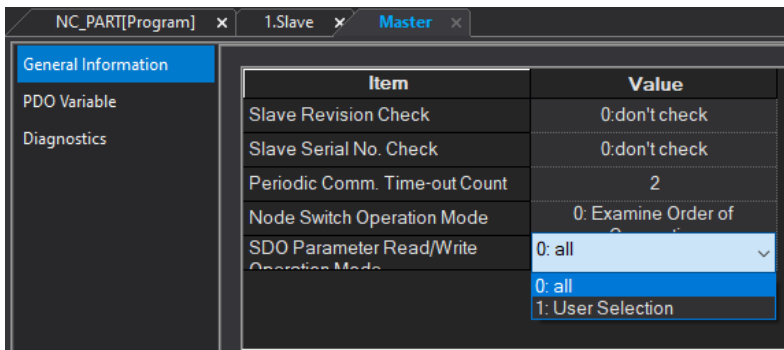 NC_PART[Program] x 1.Slave x Master x
General Information
PDO Variable
Diagnostics
Item Value
Slave Revision Check 0:don't check
Slave Serial No. Check 0:don't check
Periodic Comm. Time-out Count 2
Node Switch Operation Mode 0: Examine Order of
SDO Parameter Read/Write 0: all
Operation Mode
0: all
1: User Selection